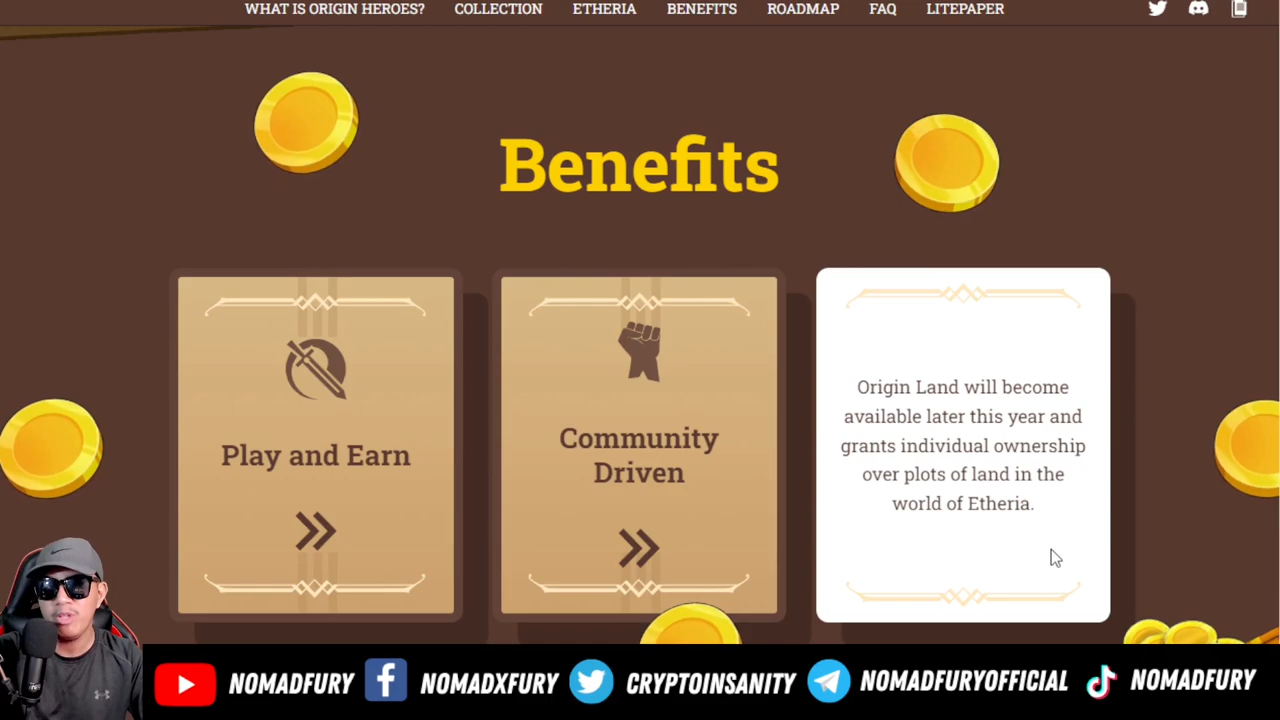 WHAT IS ORIGIN HEROES? COLLECTION ETHERIA BENEFITS ROADMAP FAQ LITEPAPER
Benefits
Play and Earn
Community
Driven
Origin Land will become
available later this year and
grants individual ownership
over plots of land in the
world of Etheria.
NOMADFURY NOMADXFURY CRYPTOINSANITY NOMADFURYOFFICIAL NOMADFURY